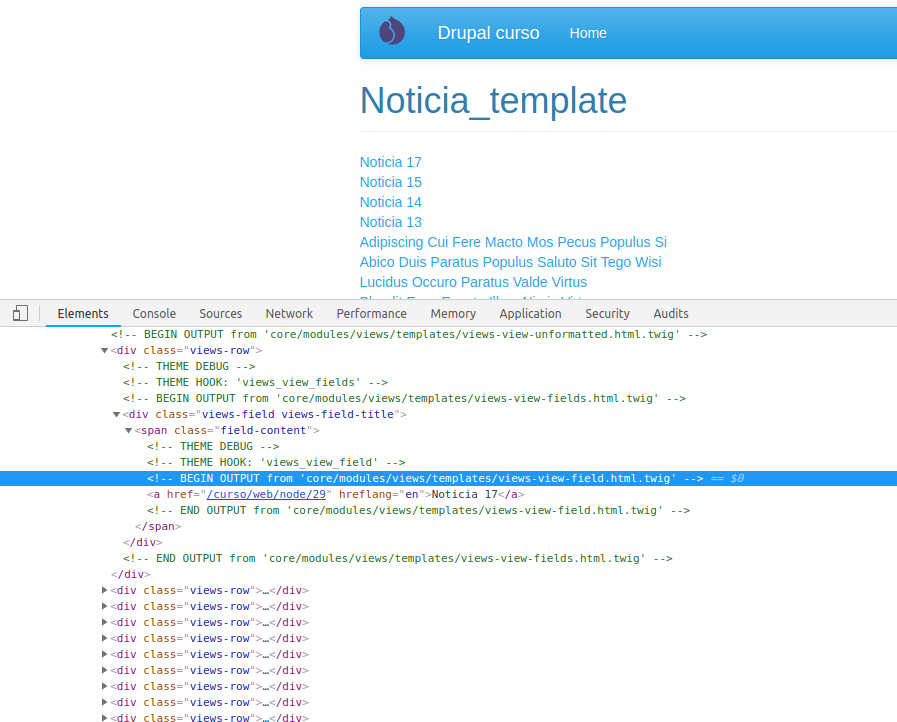 Drupal curso Home
Noticia_template
Noticia 17
Noticia 15
Noticia 14
Noticia 13
Adipiscing Cui Fere Macto Mos Pecus Populus Si
Abico Duis Paratus Populus Saluto Sit Tego Wisi
Lucidus Occuro Paratus Valde Virtus
Elements Console Sources Network Performance Memory Application Security Audits
<!-- BEGIN OUTPUT from 'core/modules/views/templates/views-view-unformatted.html.twig' -->
<div class="views-row">
<!-- THEME DEBUG -->
<!-- THEME HOOK: 'views_view_fields' -->
<!-- BEGIN OUTPUT from 'core/modules/views/templates/views-view-fields.html.twig' -->
<div class="views-field views-field-title">
<span class="field-content">
<!-- THEME DEBUG -->
<!-- THEME HOOK: 'views_view_field' -->
<!-- BEGIN OUTPUT from 'core/modules/views/templates/views-view-field.html.twig' --> == $0
<a href="/curso/web/node/29" hreflang="en">Noticia 17</a>
<!-- END OUTPUT from 'core/modules/views/templates/views-view-field.html.twig' -->
</span>
</div>
<!-- END OUTPUT from 'core/modules/views/templates/views-view-fields.html.twig' -->
</div>
<div class="views-row">…</div>
<div class="views-row">…</div>
<div class="views-row">…</div>
<div class="views-row">…</div>
<div class="views-row">…</div>
<div class="views-row">…</div>
<div class="views-row">…</div>
<div class="views-row">…</div>
<div class="views-row">…</div>